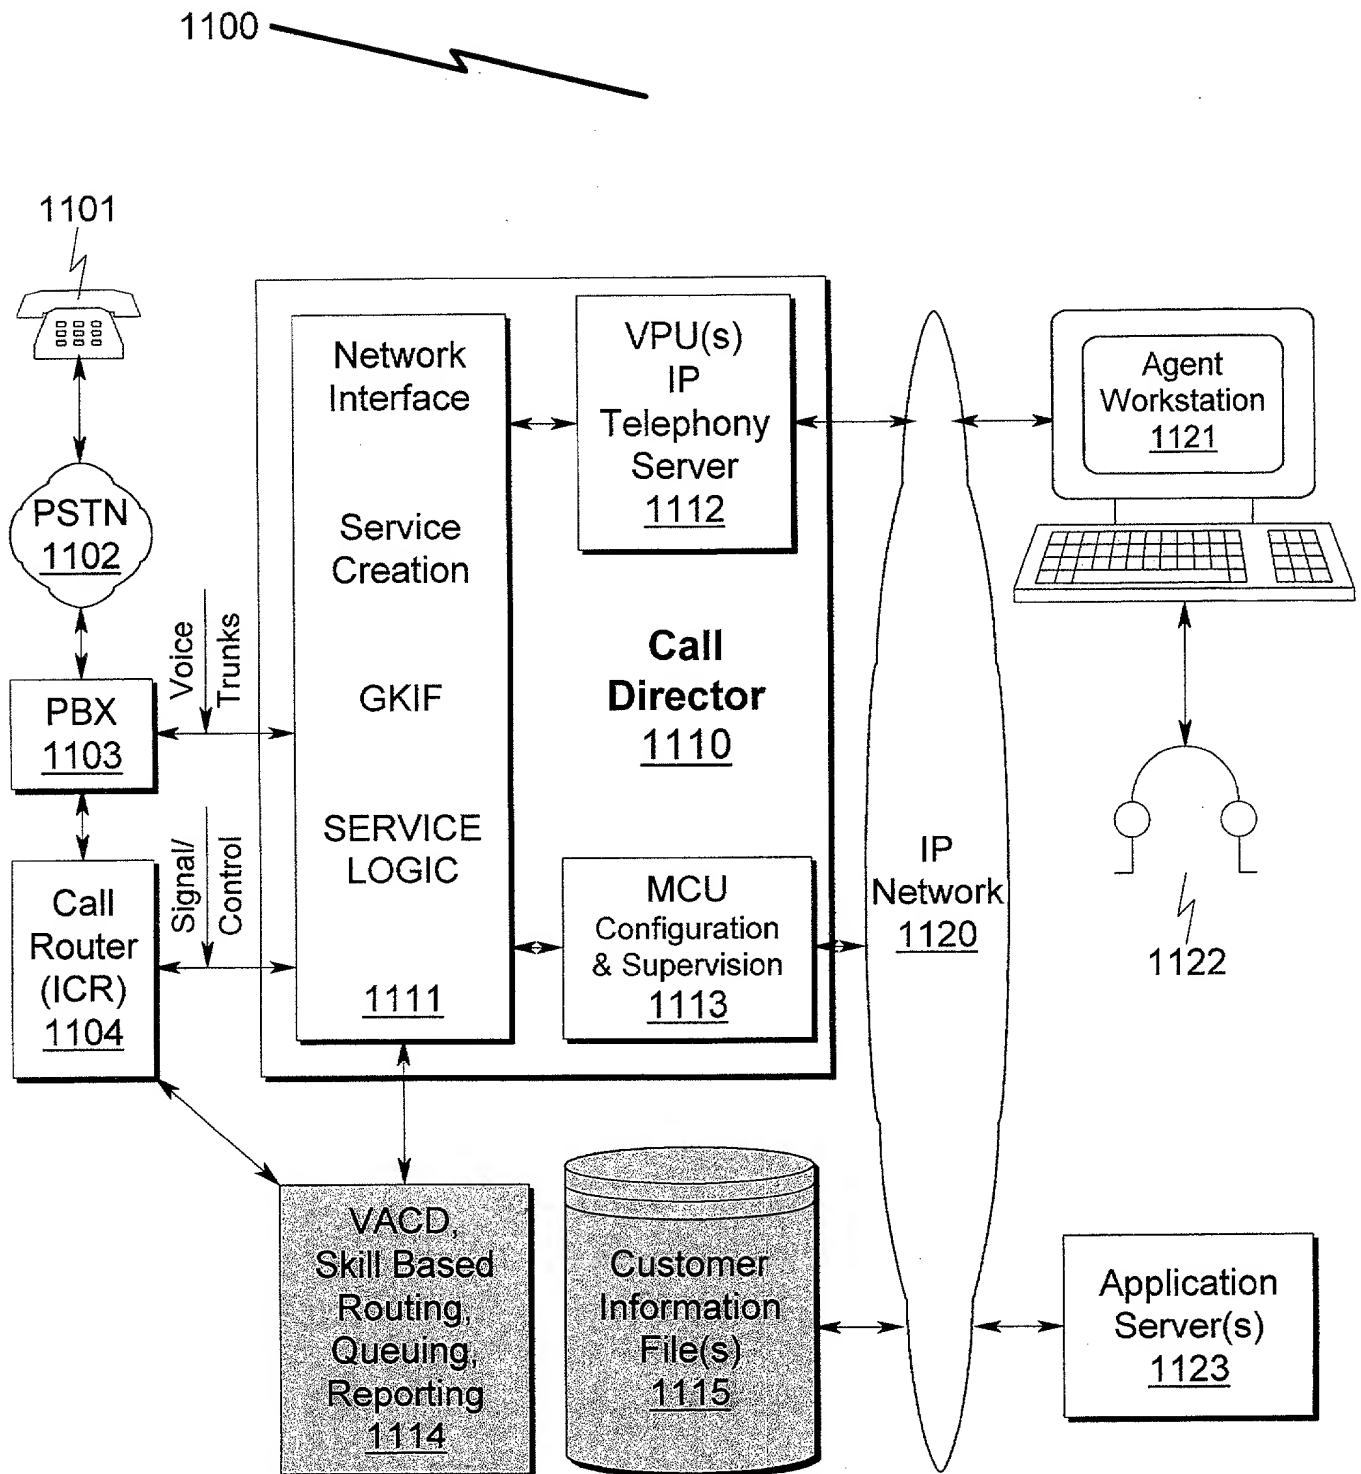 1100
1101
PSTN
1102
PBX
1103
Call
Router
(ICR)
1104
Voice
Trunks
Signal/
Control
Network
Interface
Service
Creation
GKIF
SERVICE
LOGIC
1111
VPU(s)
IP
Telephony
Server
1112
Call
Director
1110
MCU
Configuration
& Supervision
1113
IP
Network
1120
Agent
Workstation
1121
1122
VACD,
Skill Based
Routing,
Queuing,
Reporting
1114
Customer
Information
File(s)
1115
Application
Server(s)
1123